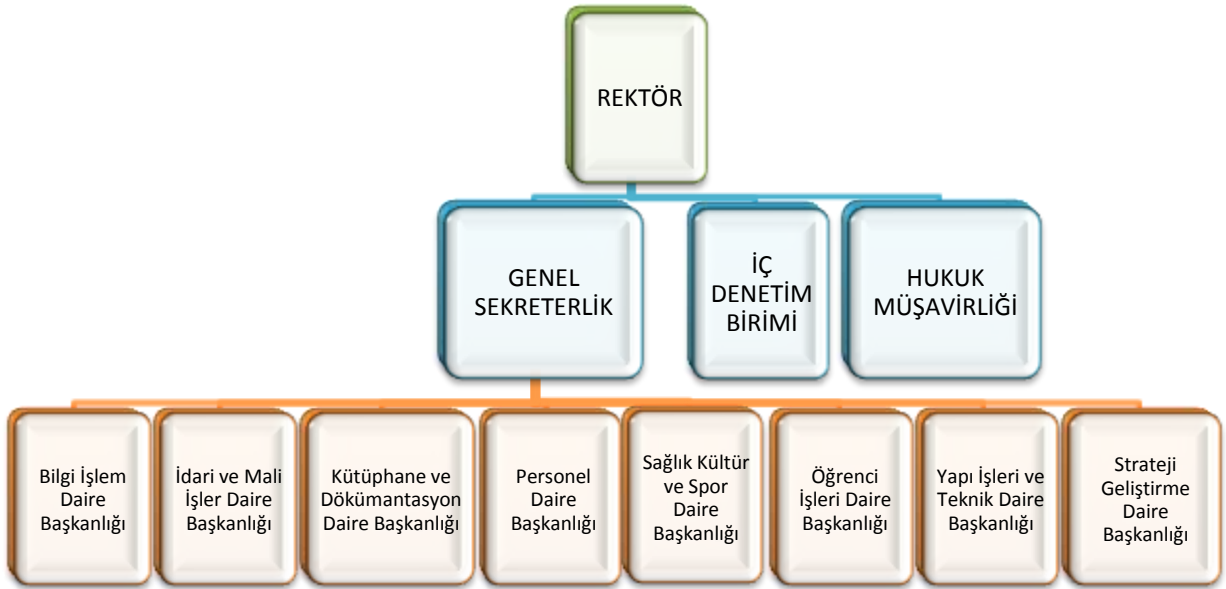 REKTÖR
GENEL
SEKRETERLİK
İÇ
DENETİM
BİRİMİ
HUKUK
MÜŞAVİRLİĞİ
Bilgi İşlem
Daire
Başkanlığı
İdari ve Mali
İşler Daire
Başkanlığı
Kütüphane ve
Dökümantasyon
Daire Başkanlığı
Personel
Daire
Başkanlığı
Sağlık Kültür
ve Spor
Daire
Başkanlığı
Öğrenci
İşleri Daire
Başkanlığı
Yapı İşleri ve
Teknik Daire
Başkanlığı
Strateji
Geliştirme
Daire
Başkanlığı